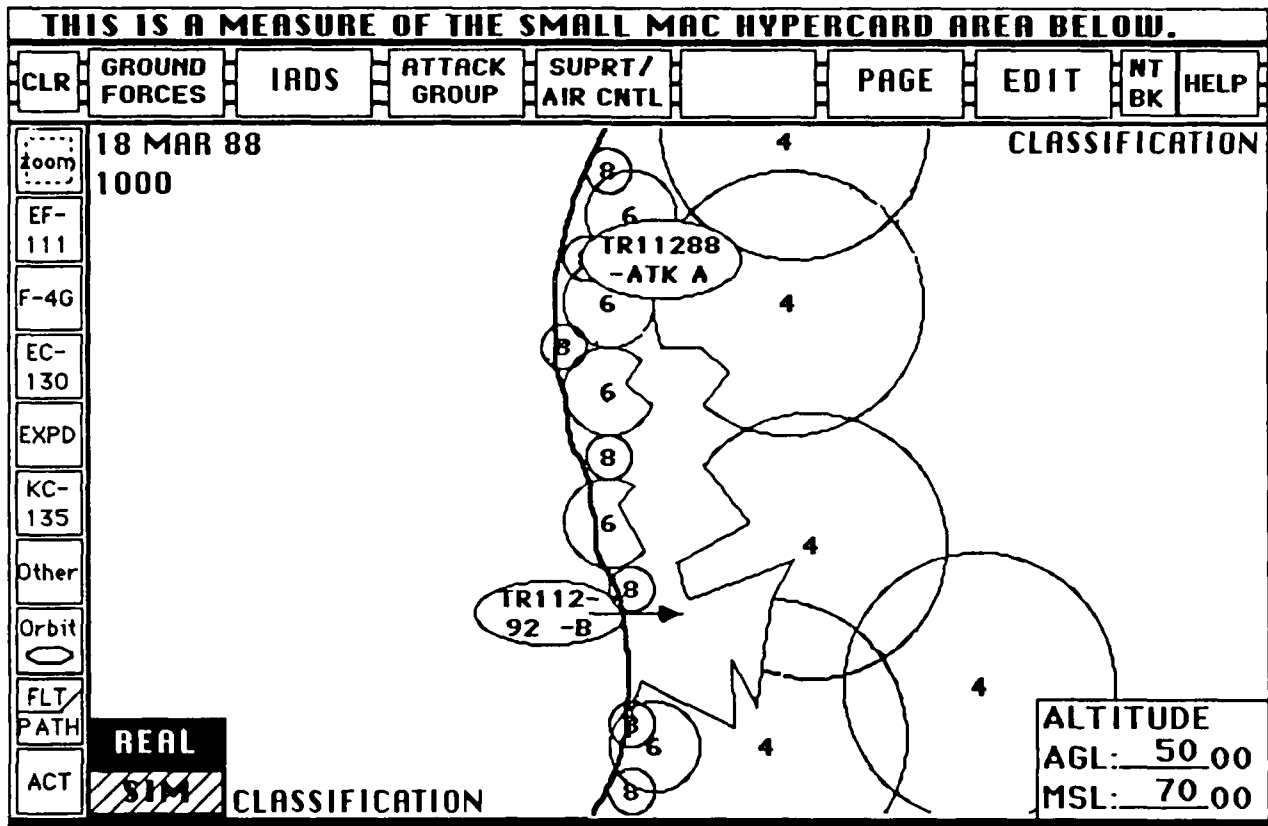 THIS IS A MEASURE OF THE SMALL MAC HYPERCARD AREA BELOW.
CLR
GROUND
FORCES
IADS
ATTACK
GROUP
SUPRT/
AIR CNTL
PAGE
EDIT
NT
BK
HELP
zoom
EF-
111
F-4G
EC-
130
EXPD
KC-
135
Other
Orbit
FLT/
PATH
ACT
18 MAR 88
1000
CLASSIFICATION
4
8
6
TR11288
-ATK A
6
4
8
6
8
6
4
8
TR112-
92 -B
4
8
6
4
8
REAL
SIM
CLASSIFICATION
ALTITUDE
AGL: 50 00
MSL: 70 00